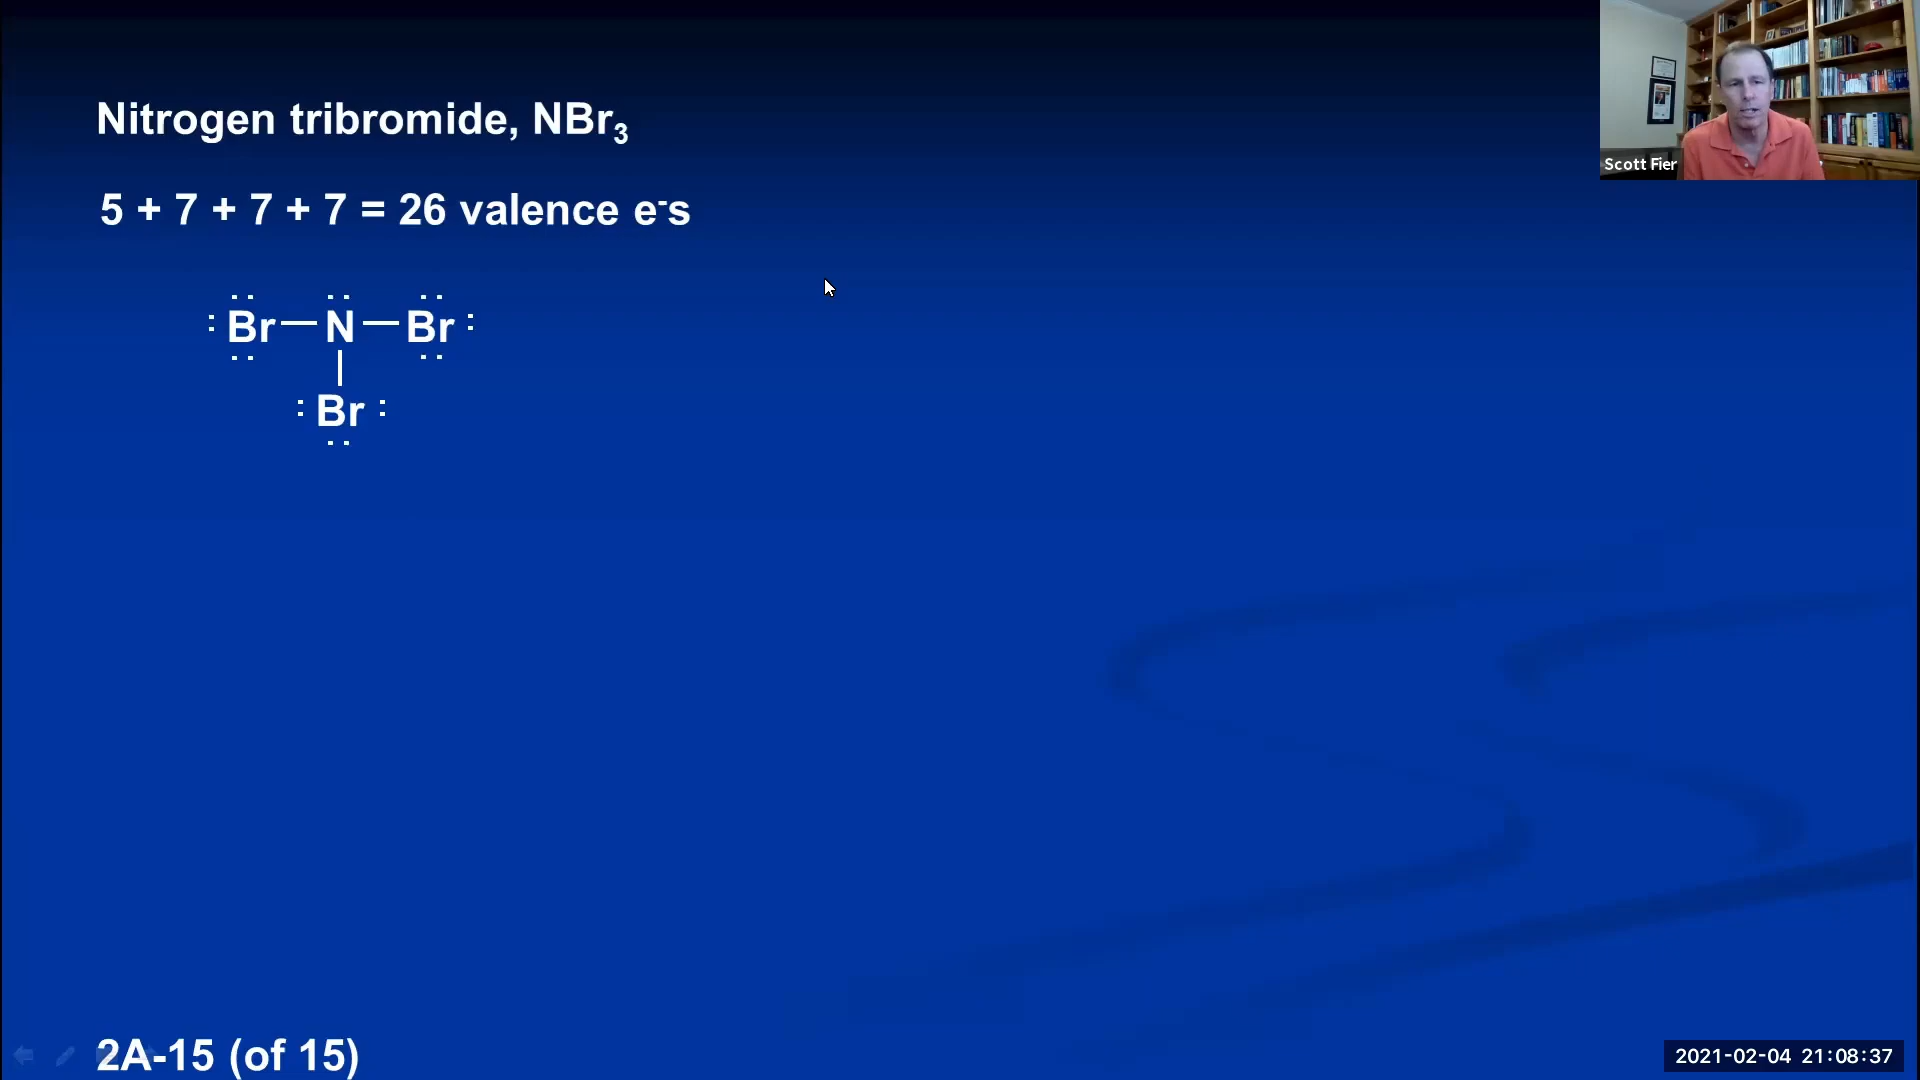 Nitrogen tribromide, NBr₃
Scott Fier
5 + 7 + 7 + 7 = 26 valence e⁻s
:Br—N—Br:
:Br:
2A-15 (of 15)
2021-02-04 21:08:37